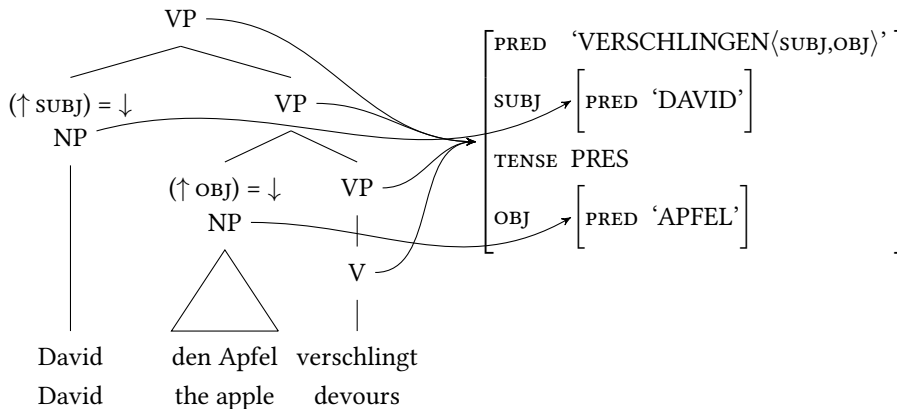 VP
PRED ‘VERSCHLINGEN⟨SUBJ,OBJ⟩’
(↑ SUBJ) = ↓ VP SUBJ PRED ‘DAVID’
NP
TENSE PRES
(↑ OBJ) = ↓ VP
NP OBJ PRED ‘APFEL’
V
David den Apfel verschlingt
David the apple devours